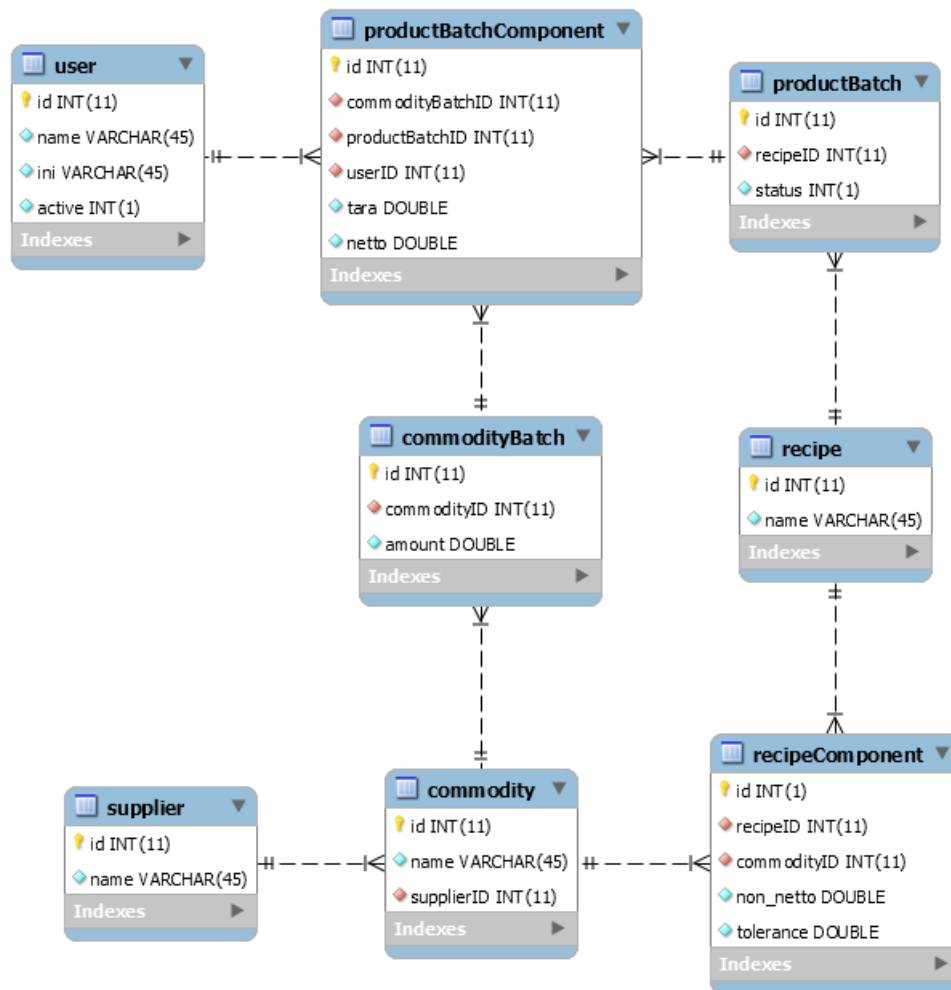 user
id INT(11)
name VARCHAR(45)
ini VARCHAR(45)
active INT(1)
Indexes
productBatchComponent
id INT(11)
commodityBatchID INT(11)
productBatchID INT(11)
userID INT(11)
tara DOUBLE
netto DOUBLE
Indexes
productBatch
id INT(11)
recipeID INT(11)
status INT(1)
Indexes
commodityBatch
id INT(11)
commodityID INT(11)
amount DOUBLE
Indexes
recipe
id INT(11)
name VARCHAR(45)
Indexes
supplier
id INT(11)
name VARCHAR(45)
Indexes
commodity
id INT(11)
name VARCHAR(45)
supplierID INT(11)
Indexes
recipeComponent
id INT(1)
recipeID INT(11)
commodityID INT(11)
non_netto DOUBLE
tolerance DOUBLE
Indexes